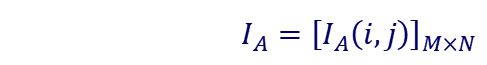 I_A = [I_A(i,j)]_{M×N}